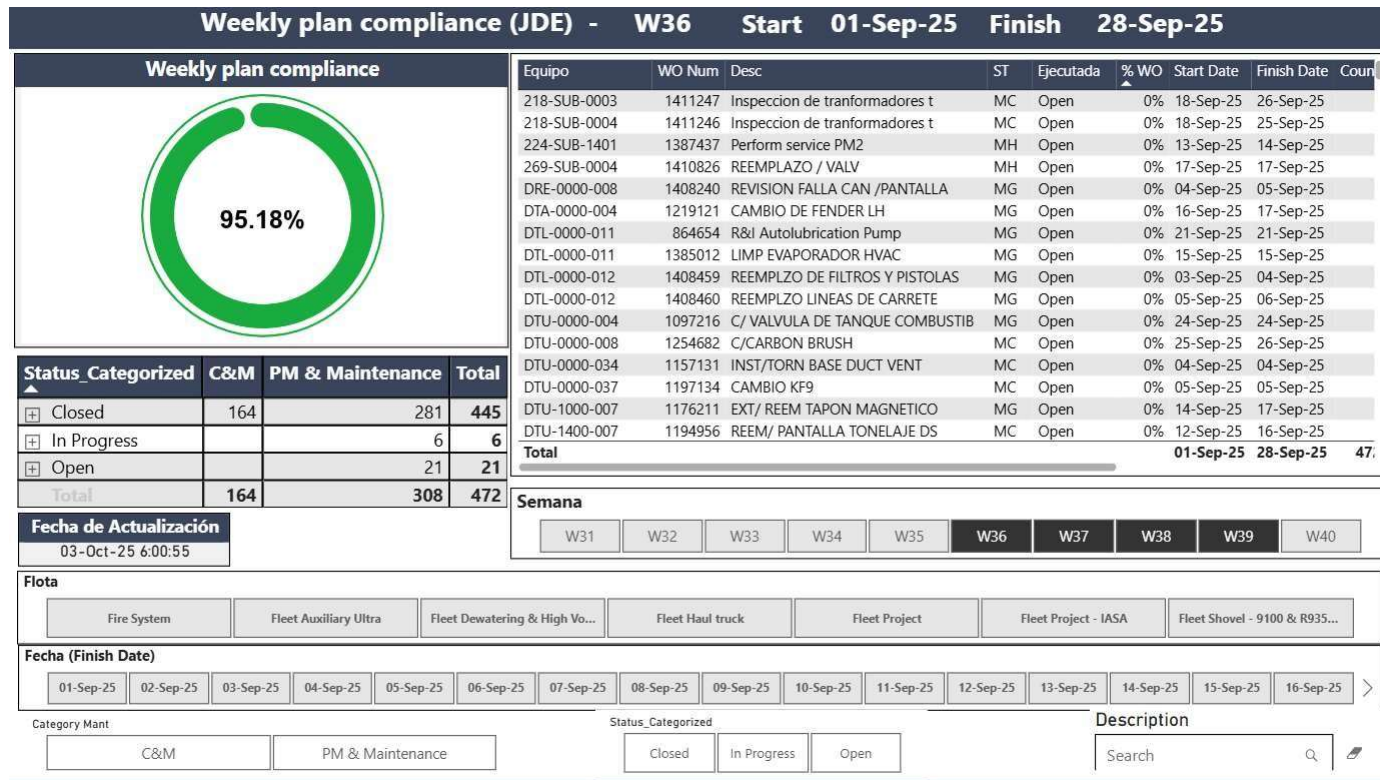 Weekly plan compliance (JDE) - W36 Start 01-Sep-25 Finish 28-Sep-25
Weekly plan compliance
95.18%
Status_Categorized C&M PM & Maintenance Total
Closed 164 281 445
In Progress 6 6
Open 21 21
Total 164 308 472
Fecha de Actualización
03-Oct-25 6:00:55
Equipo WO Num Desc ST Ejecutada % WO Start Date Finish Date Coun
218-SUB-0003 1411247 Inspeccion de tranformadores t MC Open 0% 18-Sep-25 26-Sep-25
218-SUB-0004 1411246 Inspeccion de tranformadores t MC Open 0% 18-Sep-25 25-Sep-25
224-SUB-1401 1387437 Perform service PM2 MH Open 0% 13-Sep-25 14-Sep-25
269-SUB-0004 1410826 REEMPLAZO / VALV MH Open 0% 17-Sep-25 17-Sep-25
DRE-0000-008 1408240 REVISION FALLA CAN /PANTALLA MG Open 0% 04-Sep-25 05-Sep-25
DTA-0000-004 1219121 CAMBIO DE FENDER LH MG Open 0% 16-Sep-25 17-Sep-25
DTL-0000-011 864654 R&I Autolubrication Pump MG Open 0% 21-Sep-25 21-Sep-25
DTL-0000-011 1385012 LIMP EVAPORADOR HVAC MG Open 0% 15-Sep-25 15-Sep-25
DTL-0000-012 1408459 REEMPLZO DE FILTROS Y PISTOLAS MG Open 0% 03-Sep-25 04-Sep-25
DTL-0000-012 1408460 REEMPLZO LINEAS DE CARRETE MG Open 0% 05-Sep-25 06-Sep-25
DTU-0000-004 1097216 C/ VALVULA DE TANQUE COMBUSTIB MG Open 0% 24-Sep-25 24-Sep-25
DTU-0000-008 1254682 C/CARBON BRUSH MC Open 0% 25-Sep-25 26-Sep-25
DTU-0000-034 1157131 INST/TORN BASE DUCT VENT MC Open 0% 04-Sep-25 04-Sep-25
DTU-0000-037 1197134 CAMBIO KF9 MC Open 0% 05-Sep-25 05-Sep-25
DTU-1000-007 1176211 EXT/ REEM TAPON MAGNETICO MG Open 0% 14-Sep-25 17-Sep-25
DTU-1400-007 1194956 REEM/ PANTALLA TONELAJE DS MC Open 0% 12-Sep-25 16-Sep-25
Total 01-Sep-25 28-Sep-25 47
Semana
W31 W32 W33 W34 W35 W36 W37 W38 W39 W40
Flota
Fire System Fleet Auxiliary Ultra Fleet Dewatering & High Vo... Fleet Haul truck Fleet Project Fleet Project - IASA Fleet Shovel - 9100 & R935...
Fecha (Finish Date)
01-Sep-25 02-Sep-25 03-Sep-25 04-Sep-25 05-Sep-25 06-Sep-25 07-Sep-25 08-Sep-25 09-Sep-25 10-Sep-25 11-Sep-25 12-Sep-25 13-Sep-25 14-Sep-25 15-Sep-25 16-Sep-25
Category Mant
C&M PM & Maintenance
Status_Categorized
Closed In Progress Open
Description
Search